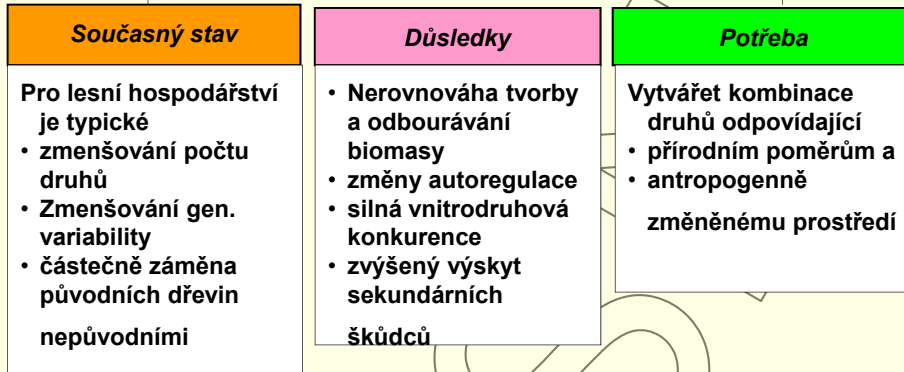 Současný stav
Pro lesní hospodářství
je typické
• zmenšování počtu
druhů
• Zmenšování gen.
variability
• částečně záměna
původních dřevin
nepůvodními
Důsledky
• Nerovnováha tvorby
a odbourávání
biomasy
• změny autoregulace
• silná vnitrodruhová
konkurence
• zvýšený výskyt
sekundárních
škůdců
Potřeba
Vytvářet kombinace
druhů odpovídající
• přírodním poměrům a
• antropogenně
změněnému prostředí